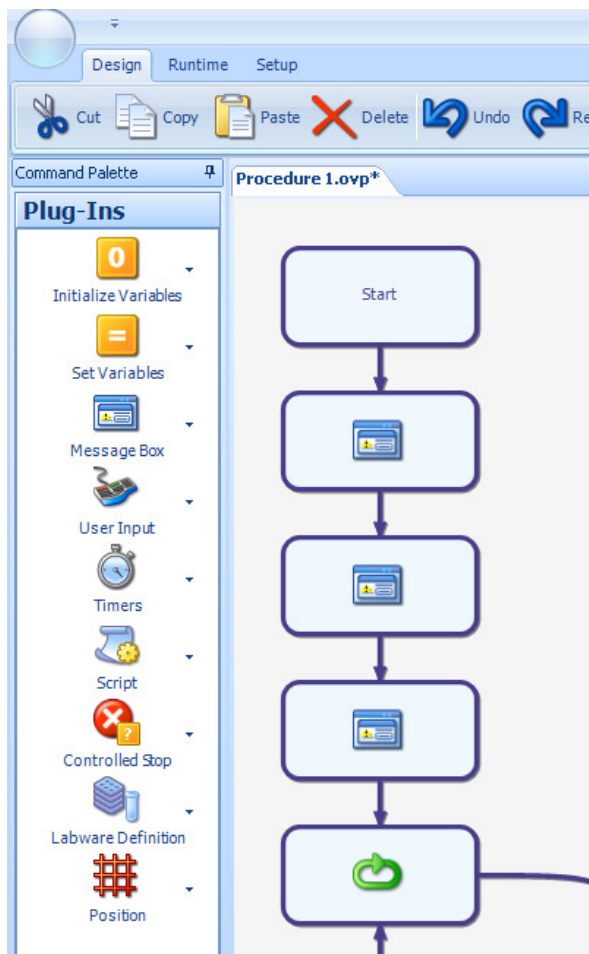 Design Runtime Setup
Cut Copy Paste Delete Undo Re
Command Palette
Procedure 1.ovp*
Plug-Ins
0
Initialize Variables
=
Set Variables
Message Box
User Input
Timers
Script
?
Controlled Stop
Labware Definition
Position
Start